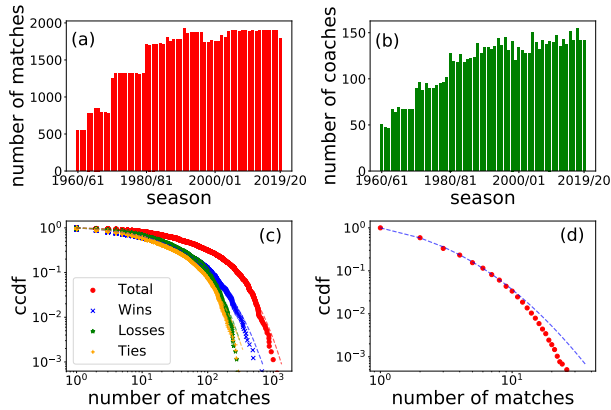 (a)
number of matches
2000
1500
1000
500
0
1960/61 1980/81 2000/01 2019/20
season
(b)
number of coaches
150
100
50
0
1960/61 1980/81 2000/01 2019/20
season
(c)
ccdf
10⁰
10⁻¹
10⁻²
10⁻³
Total
Wins
Losses
Ties
10⁰ 10¹ 10² 10³
number of matches
(d)
ccdf
10⁰
10⁻¹
10⁻²
10⁻³
10⁰ 10¹
number of matches